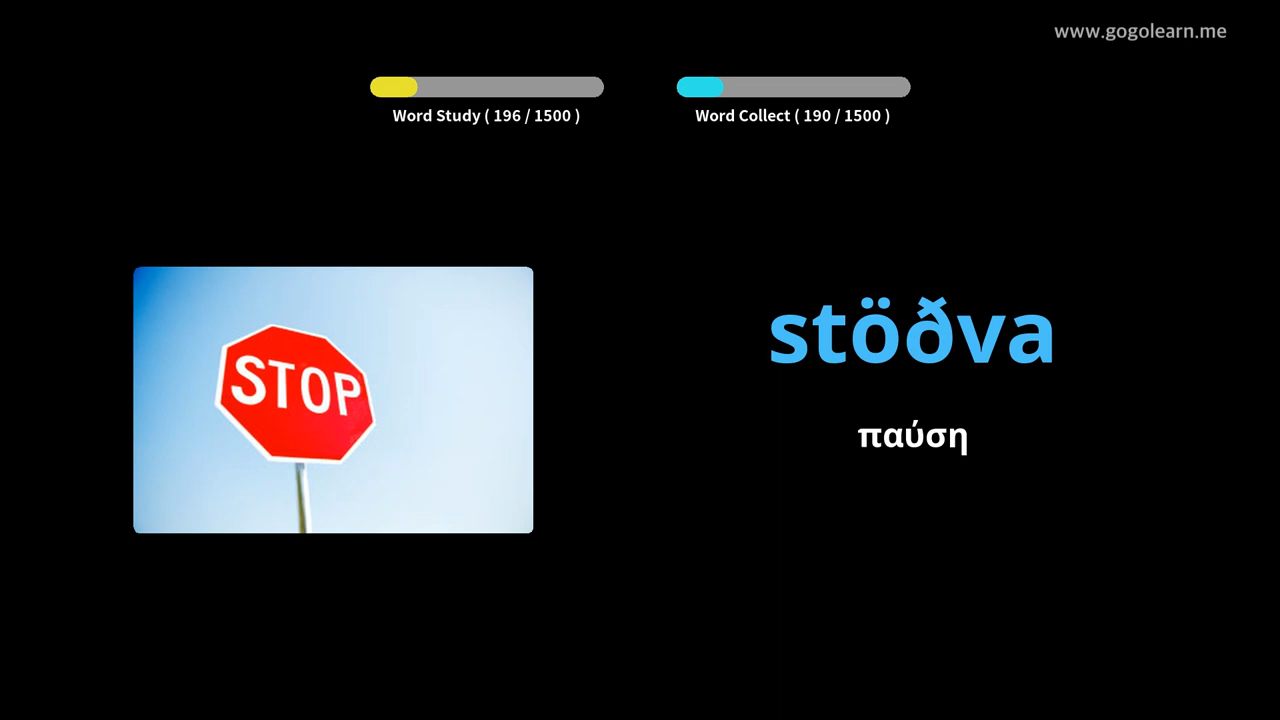 www.gogolearn.me
Word Study ( 196 / 1500 )
Word Collect ( 190 / 1500 )
STOP
stöðva
παύση